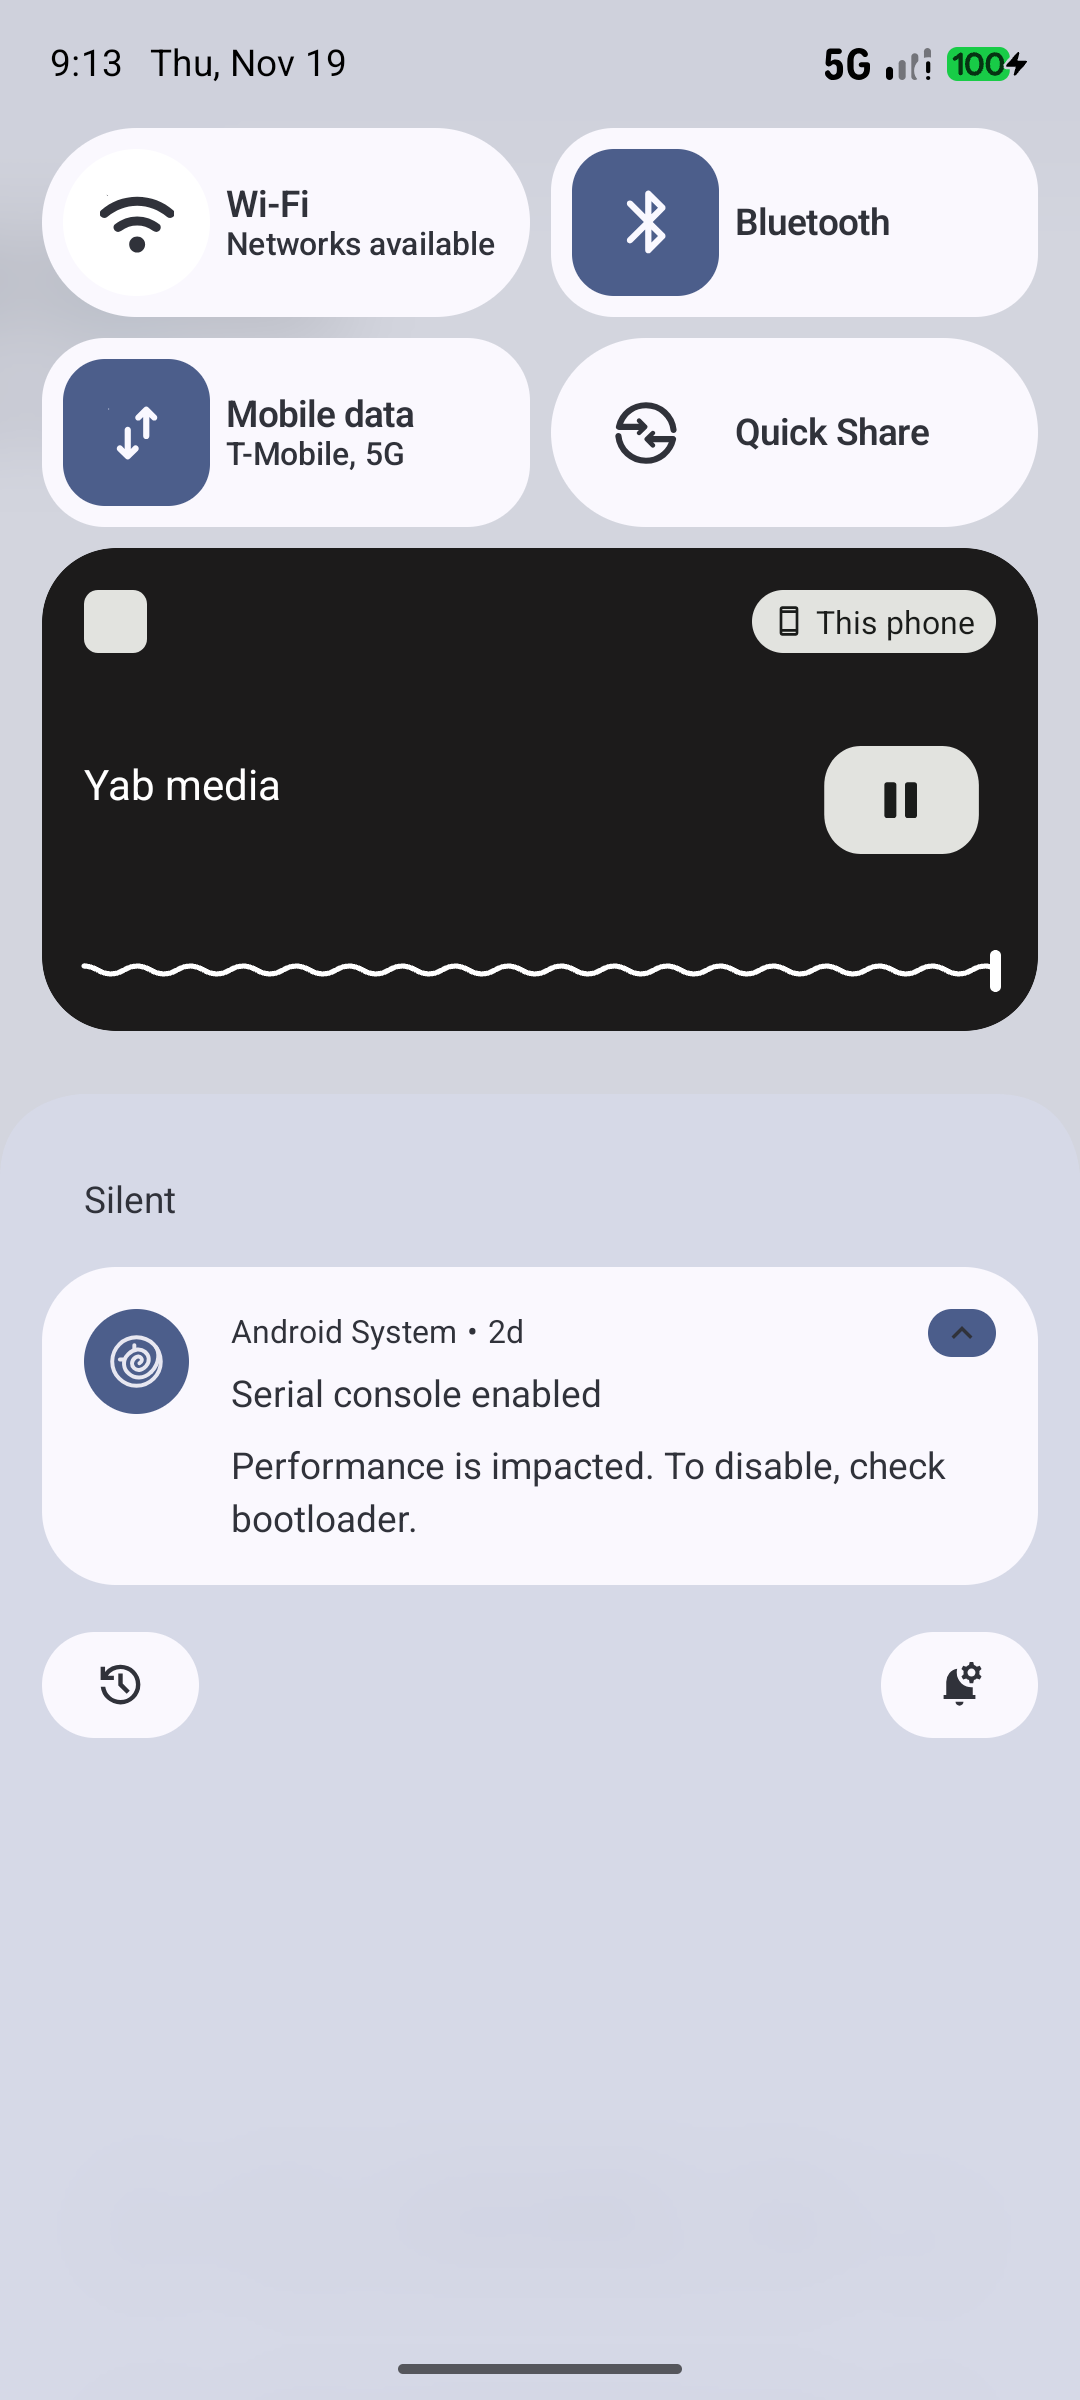 9:13 Thu, Nov 19
5G 100
Wi-Fi
Networks available
Bluetooth
Mobile data
T-Mobile, 5G
Quick Share
This phone
Yab media
Silent
Android System • 2d
Serial console enabled
Performance is impacted. To disable, check
bootloader.